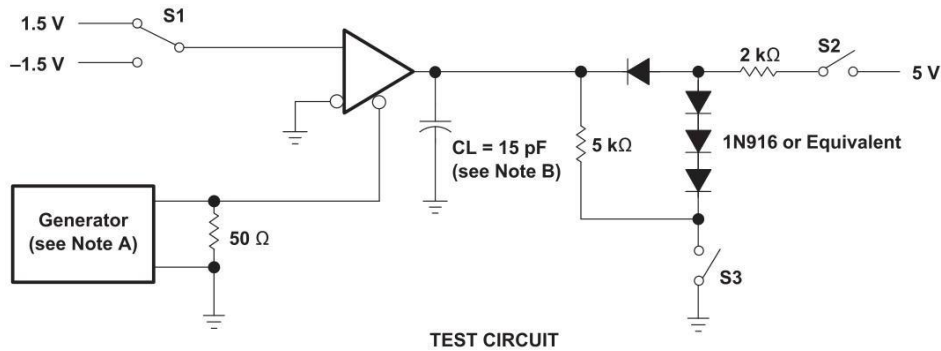 1.5 V
S1
–1.5 V
S2
2 kΩ
5 V
CL = 15 pF
(see Note B)
5 kΩ
1N916 or Equivalent
Generator
(see Note A)
50 Ω
S3
TEST CIRCUIT